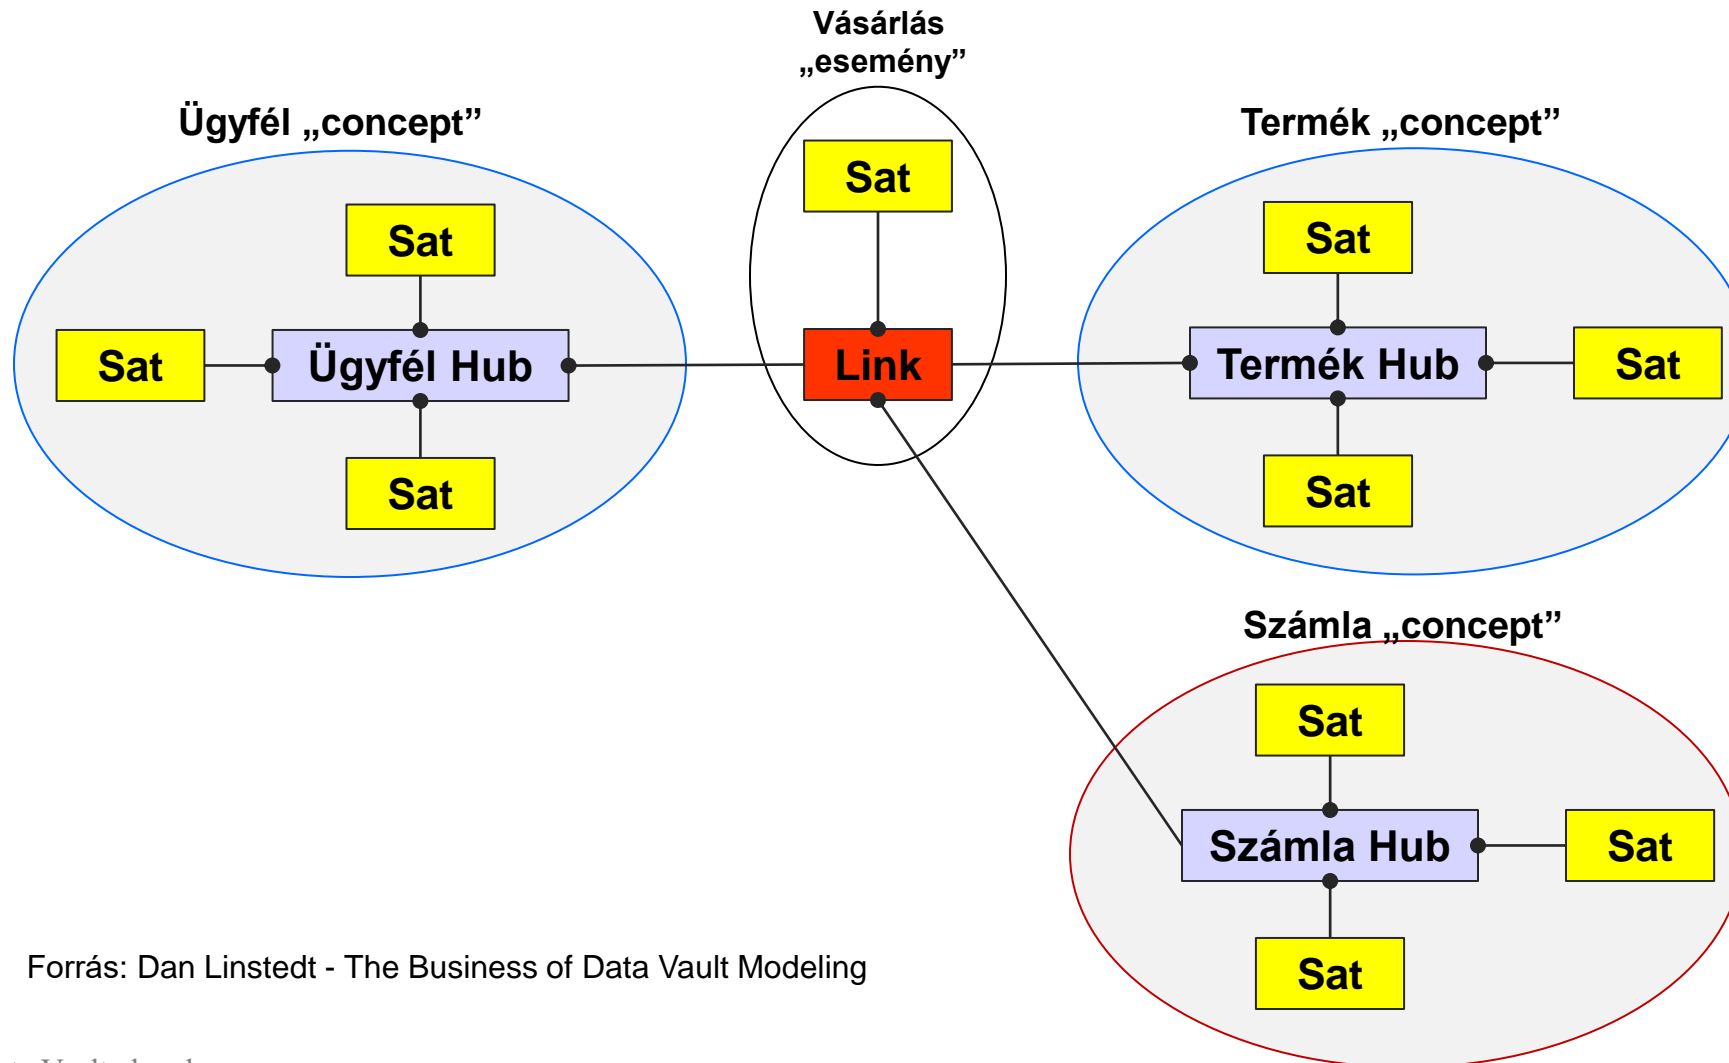 Vásárlás
„esemény”
Ügyfél „concept”
Termék „concept”
Sat
Sat
Sat
Sat
Ügyfél Hub
Link
Termék Hub
Sat
Sat
Sat
Számla „concept”
Sat
Számla Hub
Sat
Sat
Forrás: Dan Linstedt - The Business of Data Vault Modeling